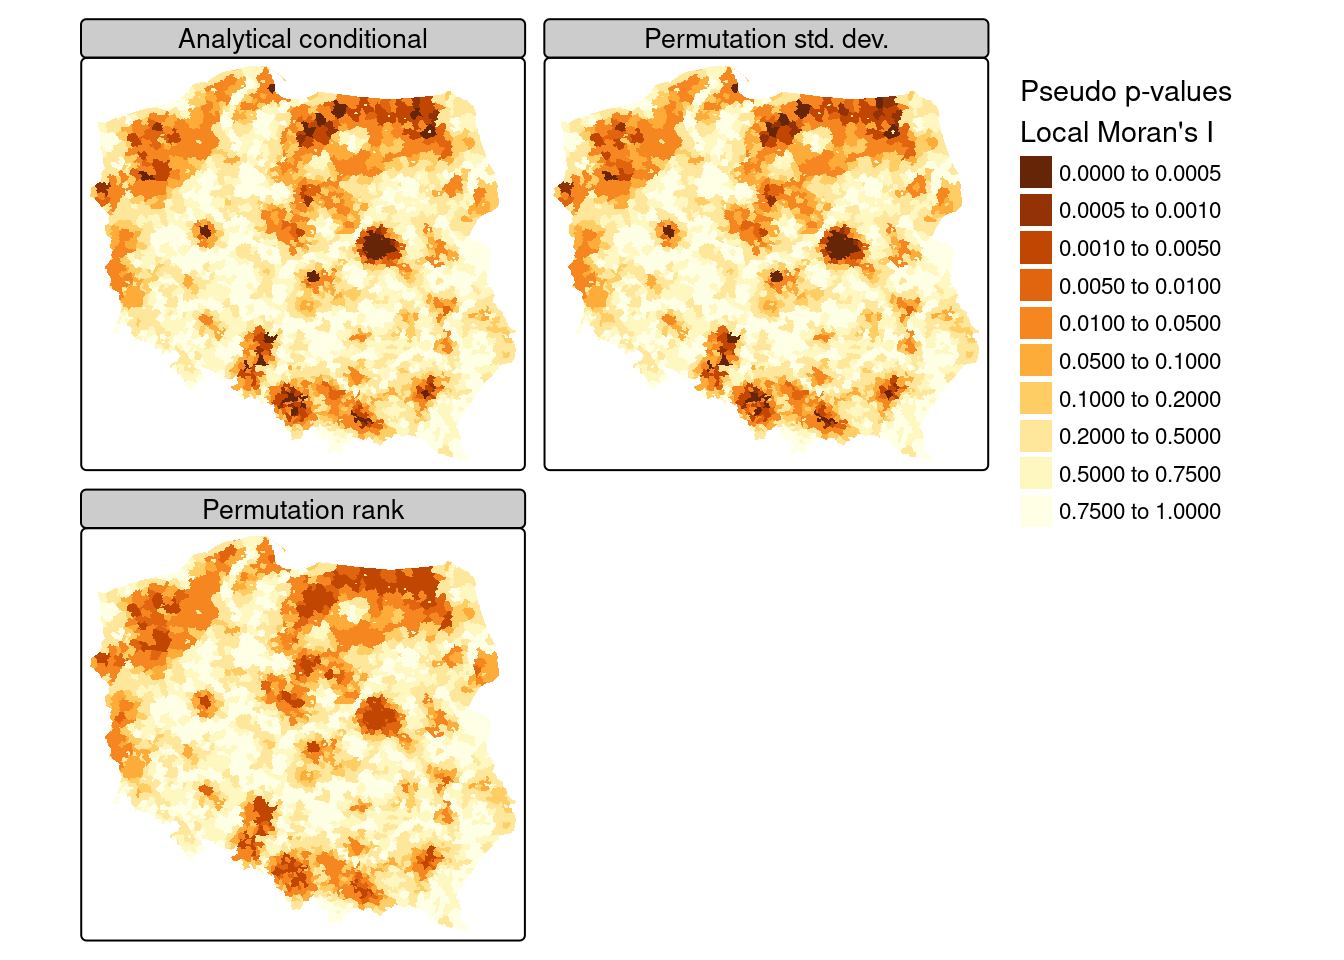 Analytical conditional
Permutation std. dev.
Pseudo p-values
Local Moran's I
0.0000 to 0.0005
0.0005 to 0.0010
0.0010 to 0.0050
0.0050 to 0.0100
0.0100 to 0.0500
0.0500 to 0.1000
0.1000 to 0.2000
0.2000 to 0.5000
0.5000 to 0.7500
0.7500 to 1.0000
Permutation rank